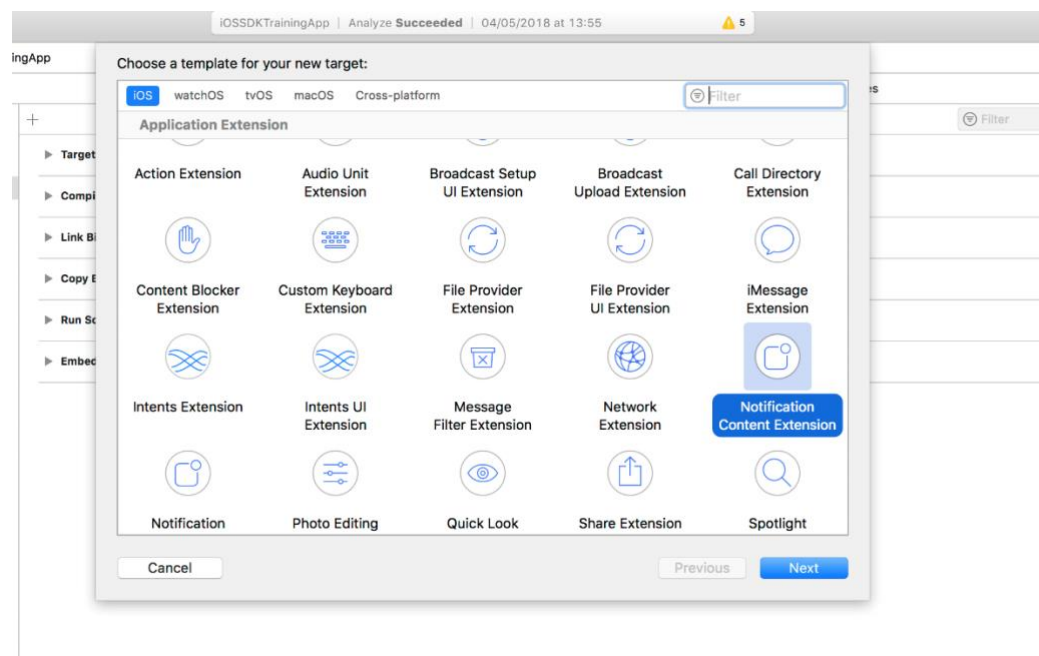 iOSSDKTrainingApp | Analyze Succeeded | 04/05/2018 at 13:55
5
ingApp
Choose a template for your new target:
iOS watchOS tvOS macOS Cross-platform
Filter
es
+
Filter
Application Extension
Target
Compi
Link Bi
Copy B
Run Sc
Embed
Action Extension
Audio Unit
Extension
Broadcast Setup
UI Extension
Broadcast
Upload Extension
Call Directory
Extension
Content Blocker
Extension
Custom Keyboard
Extension
File Provider
Extension
File Provider
UI Extension
iMessage
Extension
Intents Extension
Intents UI
Extension
Message
Filter Extension
Network
Extension
Notification
Content Extension
Notification
Photo Editing
Quick Look
Share Extension
Spotlight
Cancel
Previous
Next